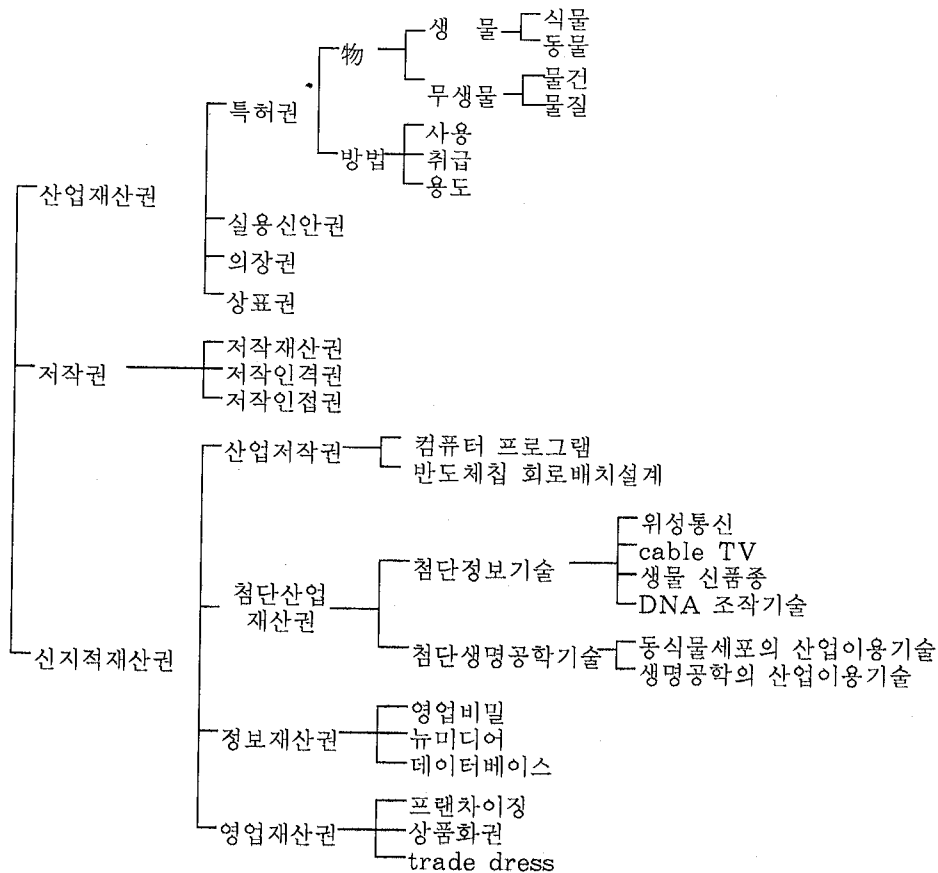 산업재산권
특허권
物
생 물
식물
동물
무생물
물건
물질
방법
사용
취급
용도
실용신안권
의장권
상표권
저작권
저작재산권
저작인격권
저작인접권
신지적재산권
산업저작권
컴퓨터 프로그램
반도체칩 회로배치설계
첨단산업
재산권
첨단정보기술
위성통신
cable TV
생물 신품종
DNA 조작기술
첨단생명공학기술
동식물세포의 산업이용기술
생명공학의 산업이용기술
정보재산권
영업비밀
뉴미디어
데이터베이스
영업재산권
프랜차이징
상품화권
trade dress